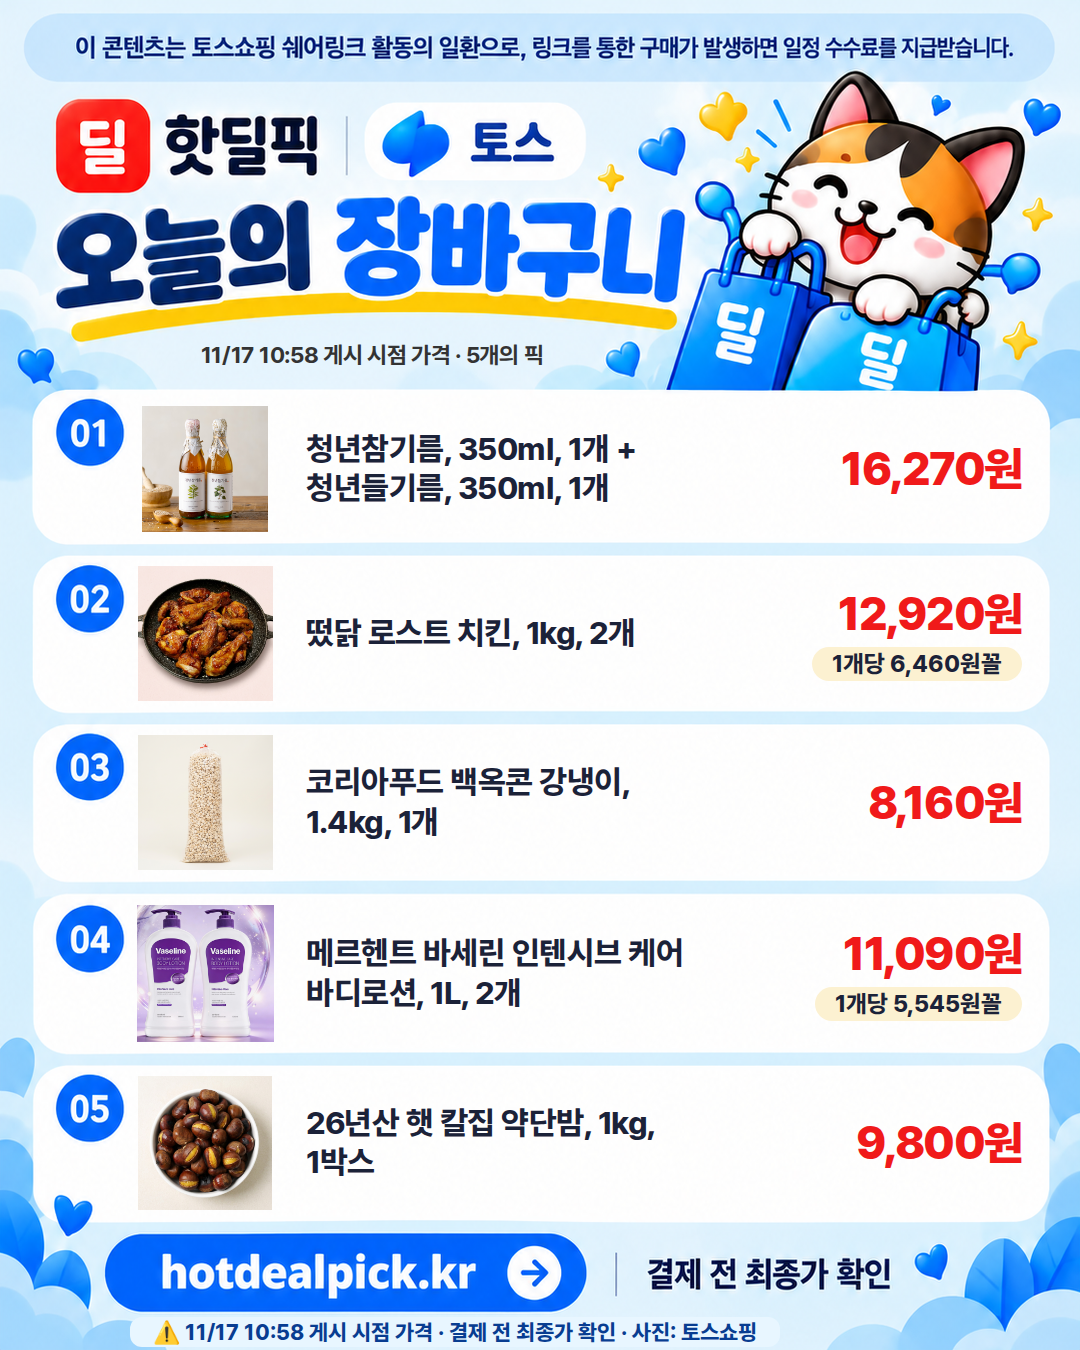 이 콘텐츠는 토스쇼핑 쉐어링크 활동의 일환으로, 링크를 통한 구매가 발생하면 일정 수수료를 지급받습니다.
딜 핫딜픽 토스
오늘의 장바구니
11/17 10:58 게시 시점 가격 · 5개의 픽
딜
딜
01
청년참기름, 350ml, 1개 +
청년들기름, 350ml, 1개
16,270원
02
떴닭 로스트 치킨, 1kg, 2개
12,920원
1개당 6,460원꼴
03
코리아푸드 백옥콘 강냉이,
1.4kg, 1개
8,160원
04
Vaseline
BODY LOTION
Vaseline
BODY LOTION
메르헨트 바세린 인텐시브 케어
바디로션, 1L, 2개
11,090원
1개당 5,545원꼴
05
26년산 햇 칼집 약단밤, 1kg,
1박스
9,800원
hotdealpick.kr
결제 전 최종가 확인
⚠️ 11/17 10:58 게시 시점 가격 · 결제 전 최종가 확인 · 사진: 토스쇼핑